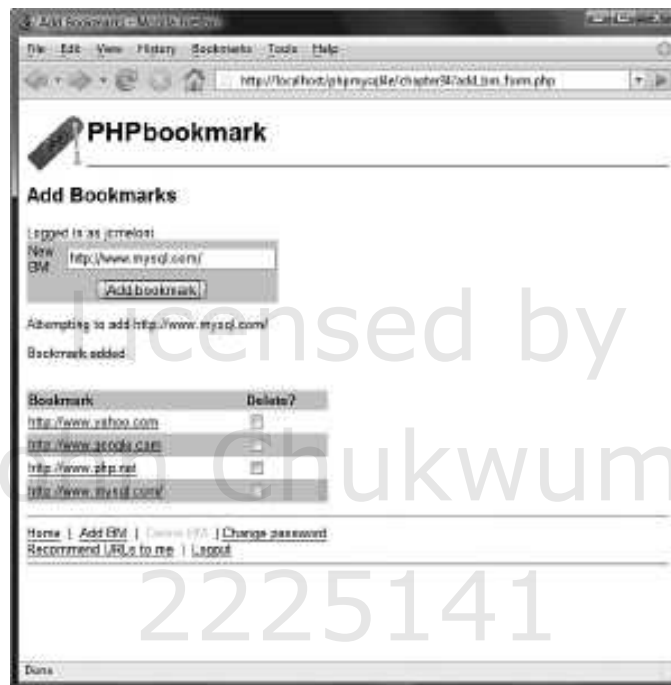 Add Bookmarks - Mozilla Firefox
File Edit View History Bookmarks Tools Help
http://localhost/phpmysql4e/chapter34/add_bm_form.php
PHPbookmark
Add Bookmarks
Logged in as jcmeloni.
New
BM:
http://www.mysql.com/
Add bookmark
Attempting to add http://www.mysql.com/
Bookmark added.
Bookmark Delete?
http://www.yahoo.com
http://www.google.com
http://www.php.net
http://www.mysql.com/
Home | Add BM | Delete BM | Change password
Recommend URLs to me | Logout
Done
Licensed by
Chukwum
2225141